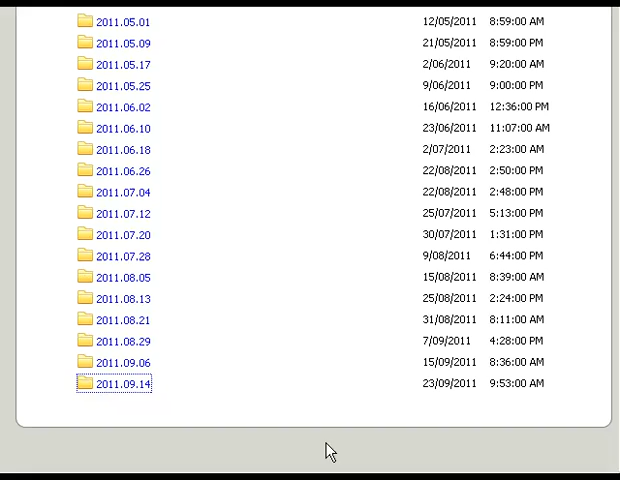 2011.05.01 12/05/2011 8:59:00 AM
2011.05.09 21/05/2011 8:59:00 PM
2011.05.17 2/06/2011 9:20:00 AM
2011.05.25 9/06/2011 9:00:00 PM
2011.06.02 16/06/2011 12:36:00 PM
2011.06.10 23/06/2011 11:07:00 AM
2011.06.18 2/07/2011 2:23:00 AM
2011.06.26 22/08/2011 2:50:00 PM
2011.07.04 22/08/2011 2:48:00 PM
2011.07.12 25/07/2011 5:13:00 PM
2011.07.20 30/07/2011 1:31:00 PM
2011.07.28 9/08/2011 6:44:00 PM
2011.08.05 15/08/2011 8:39:00 AM
2011.08.13 25/08/2011 2:24:00 PM
2011.08.21 31/08/2011 8:11:00 AM
2011.08.29 7/09/2011 4:28:00 PM
2011.09.06 15/09/2011 8:36:00 AM
2011.09.14 23/09/2011 9:53:00 AM